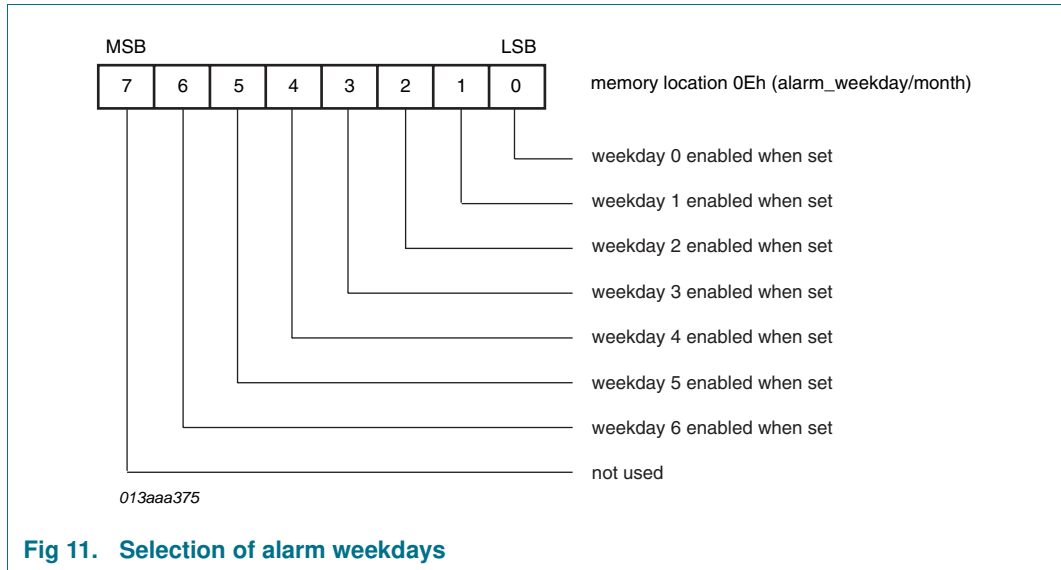 MSB LSB
7 6 5 4 3 2 1 0 memory location 0Eh (alarm_weekday/month)
weekday 0 enabled when set
weekday 1 enabled when set
weekday 2 enabled when set
weekday 3 enabled when set
weekday 4 enabled when set
weekday 5 enabled when set
weekday 6 enabled when set
not used
013aaa375
Fig 11. Selection of alarm weekdays